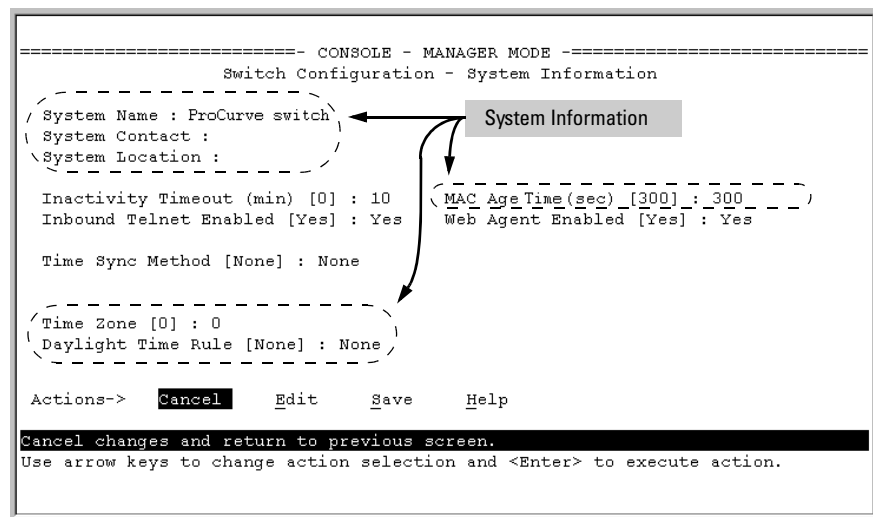 ==========================- CONSOLE - MANAGER MODE -============================
Switch Configuration - System Information
System Name : ProCurve switch
System Information
System Contact :
System Location :
Inactivity Timeout (min) [0] : 10 MAC Age Time(sec) [300] : 300
Inbound Telnet Enabled [Yes] : Yes Web Agent Enabled [Yes] : Yes
Time Sync Method [None] : None
Time Zone [0] : 0
Daylight Time Rule [None] : None
Actions-> Cancel Edit Save Help
Cancel changes and return to previous screen.
Use arrow keys to change action selection and <Enter> to execute action.